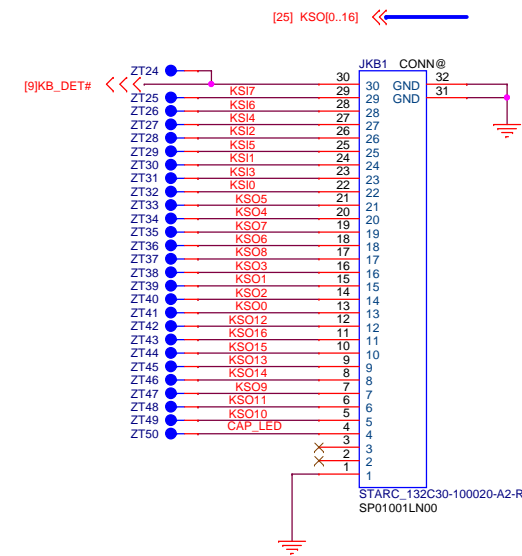 [25] KSO[0..16]
JKB1 CONN@
ZT24
[9]KB_DET#
30 30 GND 32
ZT25 KSI7 29 29 GND 31
ZT26 KSI6 28 28
ZT27 KSI4 27 27
ZT28 KSI2 26 26
ZT29 KSI5 25 25
ZT30 KSI1 24 24
ZT31 KSI3 23 23
ZT32 KSI0 22 22
ZT33 KSO5 21 21
ZT34 KSO4 20 20
ZT35 KSO7 19 19
ZT36 KSO6 18 18
ZT37 KSO8 17 17
ZT38 KSO3 16 16
ZT39 KSO1 15 15
ZT40 KSO2 14 14
ZT41 KSO0 13 13
ZT42 KSO12 12 12
ZT43 KSO16 11 11
ZT44 KSO15 10 10
ZT45 KSO13 9 9
ZT46 KSO14 8 8
ZT47 KSO9 7 7
ZT48 KSO11 6 6
ZT49 KSO10 5 5
ZT50 CAP_LED 4 4
3 3
2 2
1 1
STARC_132C30-100020-A2-R
SP01001LN00